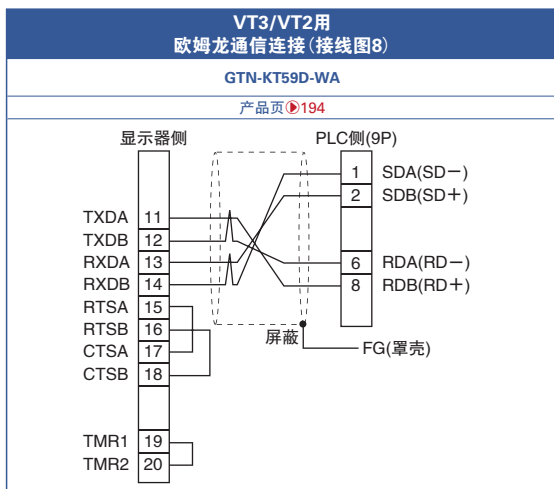 VT3/VT2用
欧姆龙通信连接(接线图8)
GTN-KT59D-WA
产品页194
显示器侧 PLC侧(9P)
1 SDA(SD−)
2 SDB(SD+)
TXDA 11
TXDB 12
RXDA 13 6 RDA(RD−)
RXDB 14 8 RDB(RD+)
RTSA 15
RTSB 16
屏蔽
CTSA 17 FG(罩壳)
CTSB 18
TMR1 19
TMR2 20